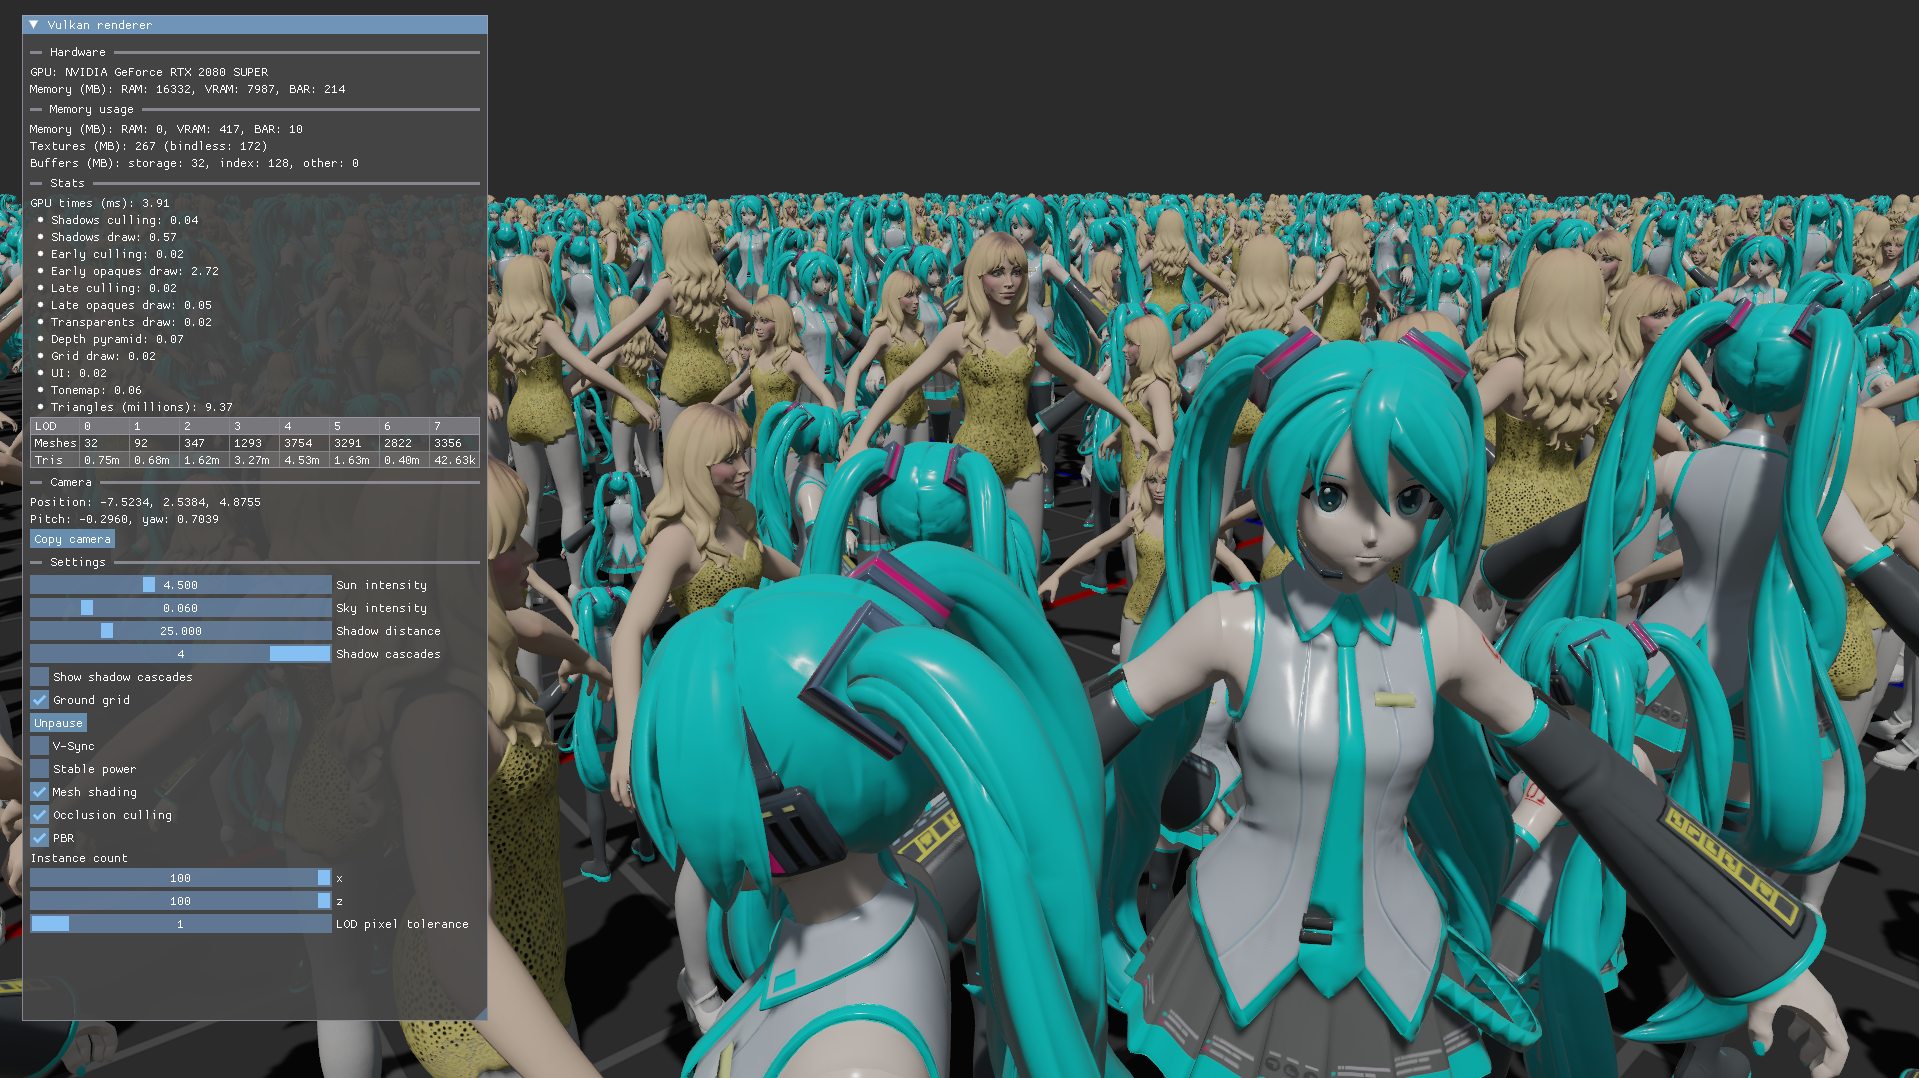 Vulkan renderer
Hardware
GPU: NVIDIA GeForce RTX 2080 SUPER
Memory (MB): RAM: 16332, VRAM: 7987, BAR: 214
Memory usage
Memory (MB): RAM: 0, VRAM: 417, BAR: 10
Textures (MB): 267 (bindless: 172)
Buffers (MB): storage: 32, index: 128, other: 0
Stats
GPU times (ms): 3.91
Shadows culling: 0.04
Shadows draw: 0.57
Early culling: 0.02
Early opaques draw: 2.72
Late culling: 0.02
Late opaques draw: 0.05
Transparents draw: 0.02
Depth pyramid: 0.07
Grid draw: 0.02
UI: 0.02
Tonemap: 0.06
Triangles (millions): 9.37
LOD 0 1 2 3 4 5 6 7
Meshes 32 92 347 1293 3754 3291 2822 3356
Tris 0.75m 0.68m 1.62m 3.27m 4.53m 1.63m 0.40m 42.63k
Camera
Position: -7.5234, 2.5384, 4.8755
Pitch: -0.2960, yaw: 0.7039
Copy camera
Settings
4.500 Sun intensity
0.060 Sky intensity
25.000 Shadow distance
4 Shadow cascades
Show shadow cascades
Ground grid
Unpause
V-Sync
Stable power
Mesh shading
Occlusion culling
PBR
Instance count
100 x
100 z
1 LOD pixel tolerance